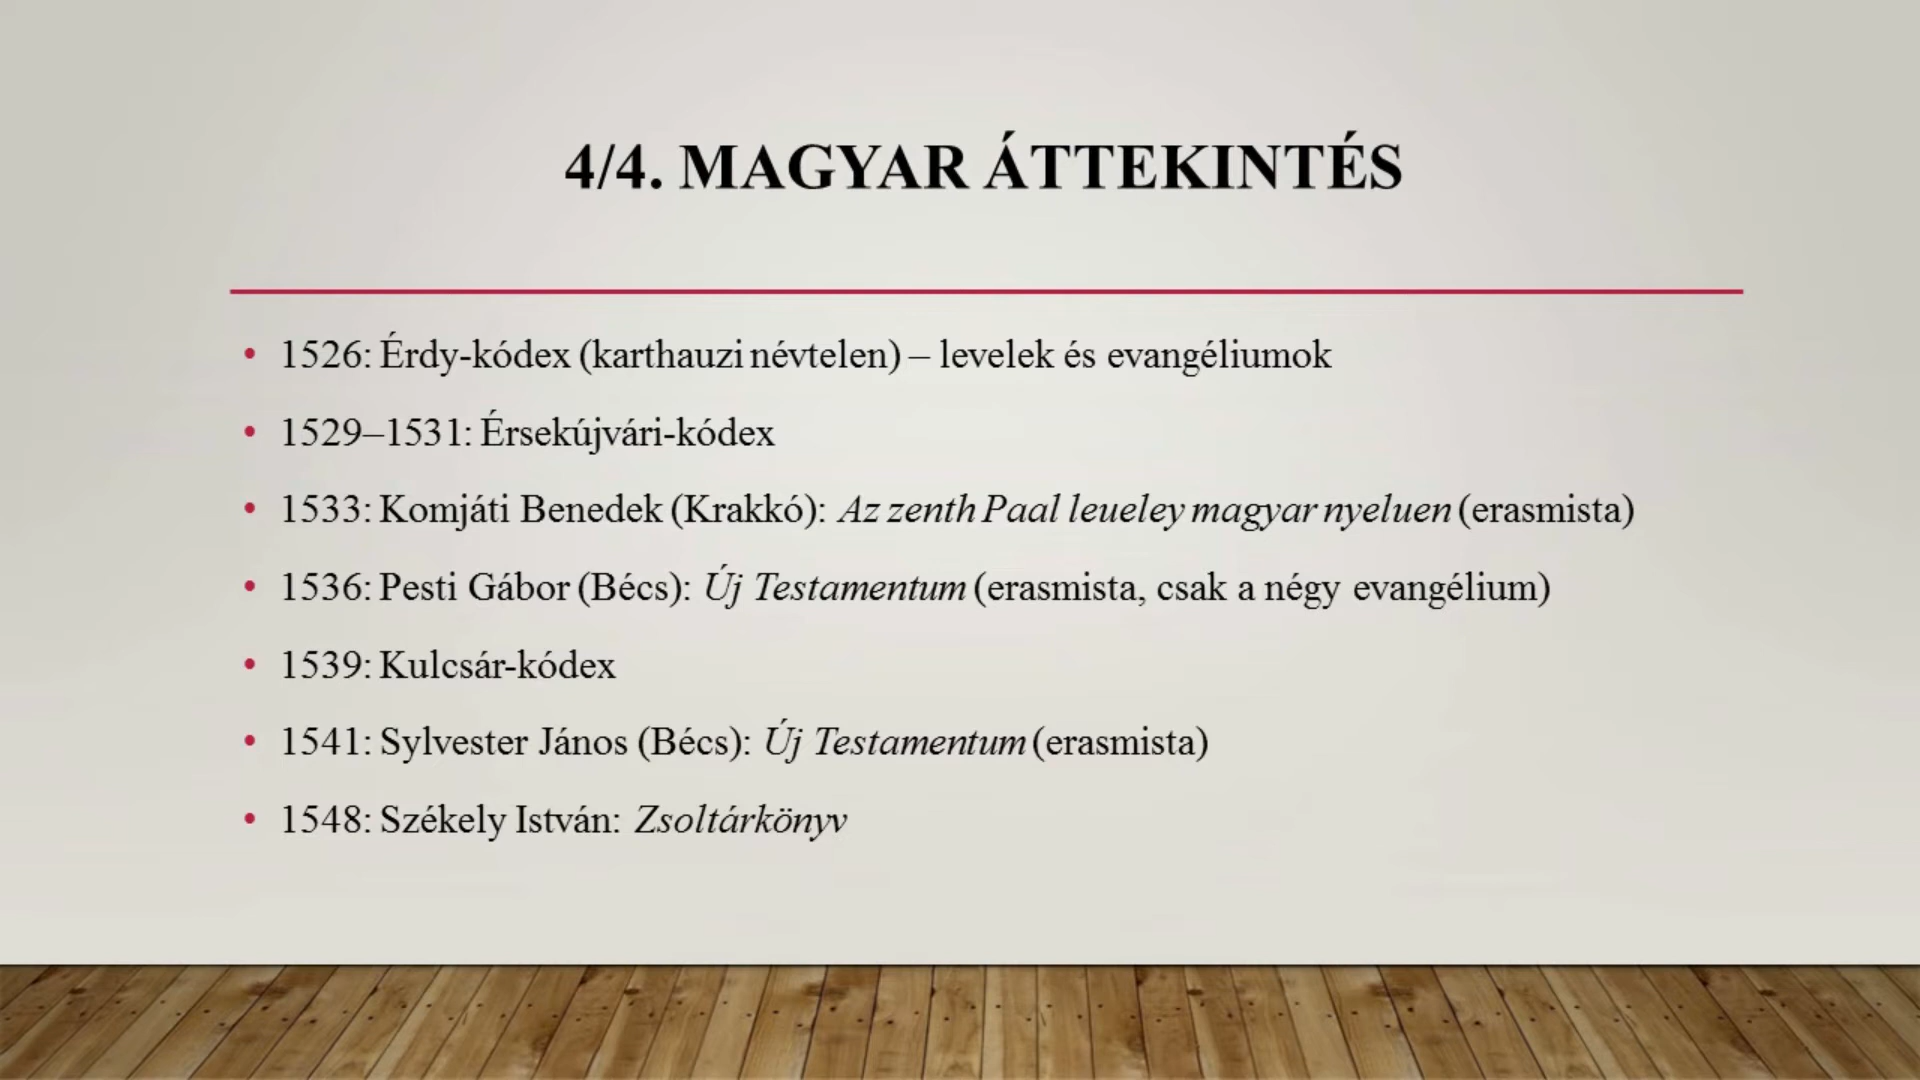 4/4. MAGYAR ÁTTEKINTÉS
• 1526: Érdy-kódex (karthauzi névtelen) – levelek és evangéliumok
• 1529–1531: Érsekújvári-kódex
• 1533: Komjáti Benedek (Krakkó): Az zenth Paal leueley magyar nyeluen (erasmista)
• 1536: Pesti Gábor (Bécs): Új Testamentum (erasmista, csak a négy evangélium)
• 1539: Kulcsár-kódex
• 1541: Sylvester János (Bécs): Új Testamentum (erasmista)
• 1548: Székely István: Zsoltárkönyv